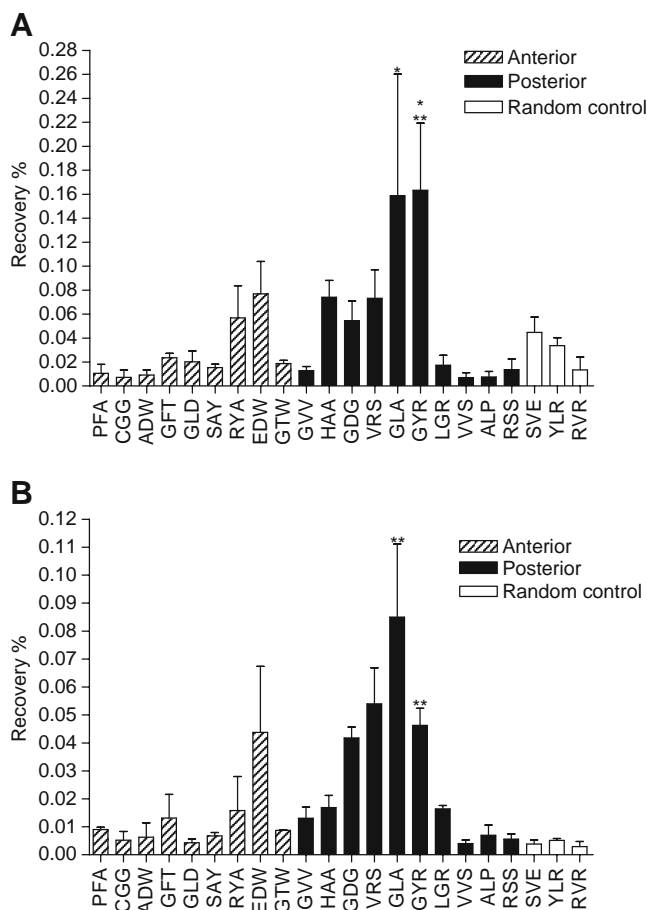 A
0.28
0.26
0.24
0.22
0.20
0.18
0.16
0.14
0.12
0.10
0.08
0.06
0.04
0.02
0.00
Recovery %
Anterior
Posterior
Random control
*
*
**
PFA
CGG
ADW
GFT
GLD
SAY
RYA
EDW
GTW
GVV
HAA
GDG
VRS
GLA
GYR
LGR
VVS
ALP
RSS
SVE
YLR
RVR
B
0.12
0.11
0.10
0.09
0.08
0.07
0.06
0.05
0.04
0.03
0.02
0.01
0.00
Recovery %
Anterior
Posterior
Random control
**
**
PFA
CGG
ADW
GFT
GLD
SAY
RYA
EDW
GTW
GVV
HAA
GDG
VRS
GLA
GYR
LGR
VVS
ALP
RSS
SVE
YLR
RVR